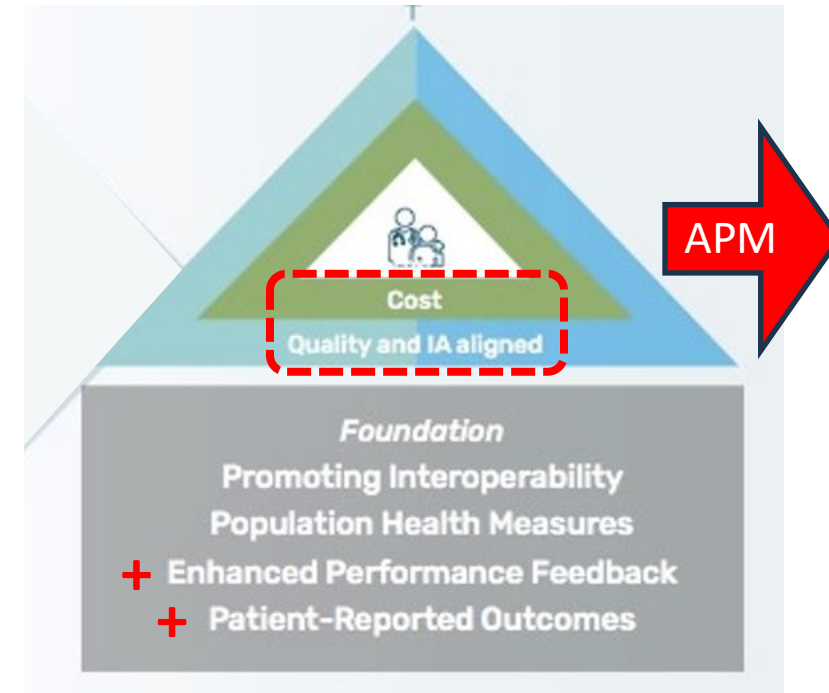 APM
Cost
Quality and IA aligned
Foundation
Promoting Interoperability
Population Health Measures
+ Enhanced Performance Feedback
+ Patient-Reported Outcomes